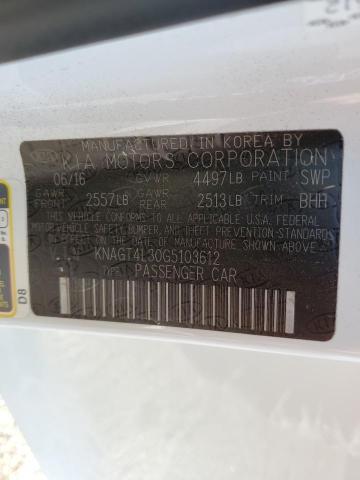 MANUFACTURED IN KOREA BY
KIA MOTORS CORPORATION
06/16 GVWR 4497LB PAINT SWP
GAWR FRONT 2557LB GAWR 2513LB TRIM BHR
THIS VEHICLE CONFORMS TO ALL APPLICABLE U.S.A. FEDERAL
MOTOR VEHICLE SAFETY, BUMPER, AND THEFT PREVENTION
STANDARDS IN EFFECT ON THE DATE OF MANUFACTURE SHOWN ABOVE
KNAGT4L30G5103612
TYPE: PASSENGER CAR
D8